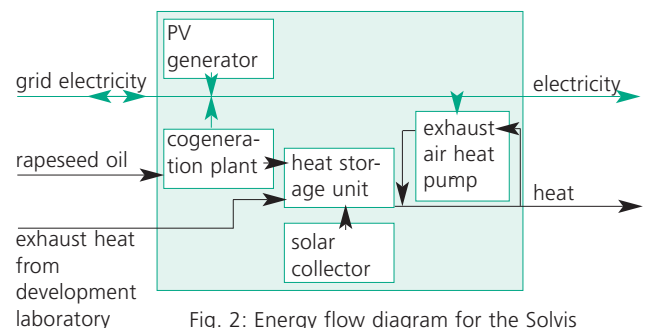 PV
generator
grid electricity
electricity
cogenera-
tion plant
exhaust
air heat
pump
heat stor-
age unit
rapeseed oil
heat
exhaust heat
from
development
laboratory
solar
collector
Fig. 2: Energy flow diagram for the Solvis